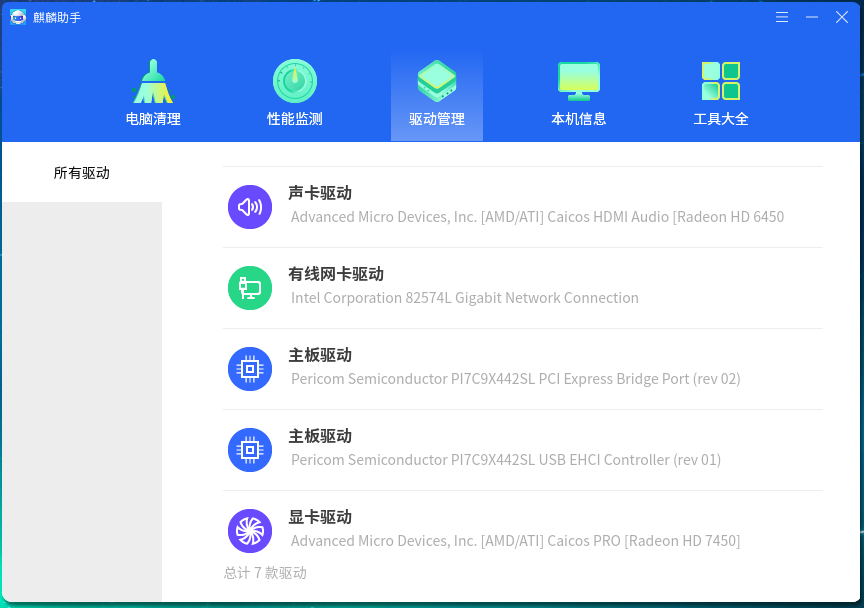 麒麟助手
电脑清理
性能监测
驱动管理
本机信息
工具大全
所有驱动
声卡驱动
Advanced Micro Devices, Inc. [AMD/ATI] Caicos HDMI Audio [Radeon HD 6450
有线网卡驱动
Intel Corporation 82574L Gigabit Network Connection
主板驱动
Pericom Semiconductor PI7C9X442SL PCI Express Bridge Port (rev 02)
主板驱动
Pericom Semiconductor PI7C9X442SL USB EHCI Controller (rev 01)
显卡驱动
Advanced Micro Devices, Inc. [AMD/ATI] Caicos PRO [Radeon HD 7450]
总计 7 款驱动